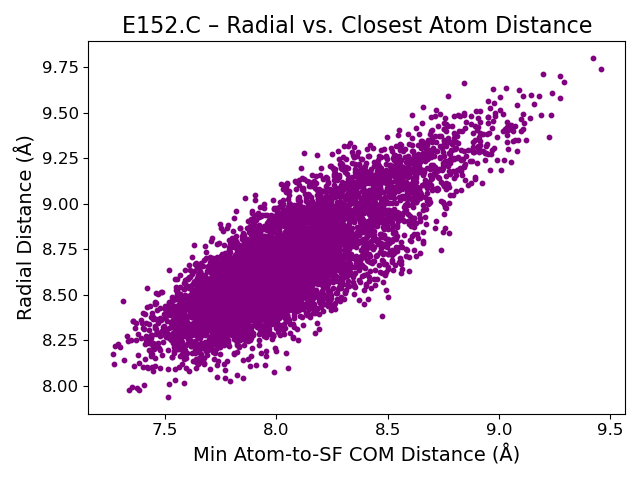 E152.C – Radial vs. Closest Atom Distance
Radial Distance (Å)
9.75
9.50
9.25
9.00
8.75
8.50
8.25
8.00
7.5 8.0 8.5 9.0 9.5
Min Atom-to-SF COM Distance (Å)